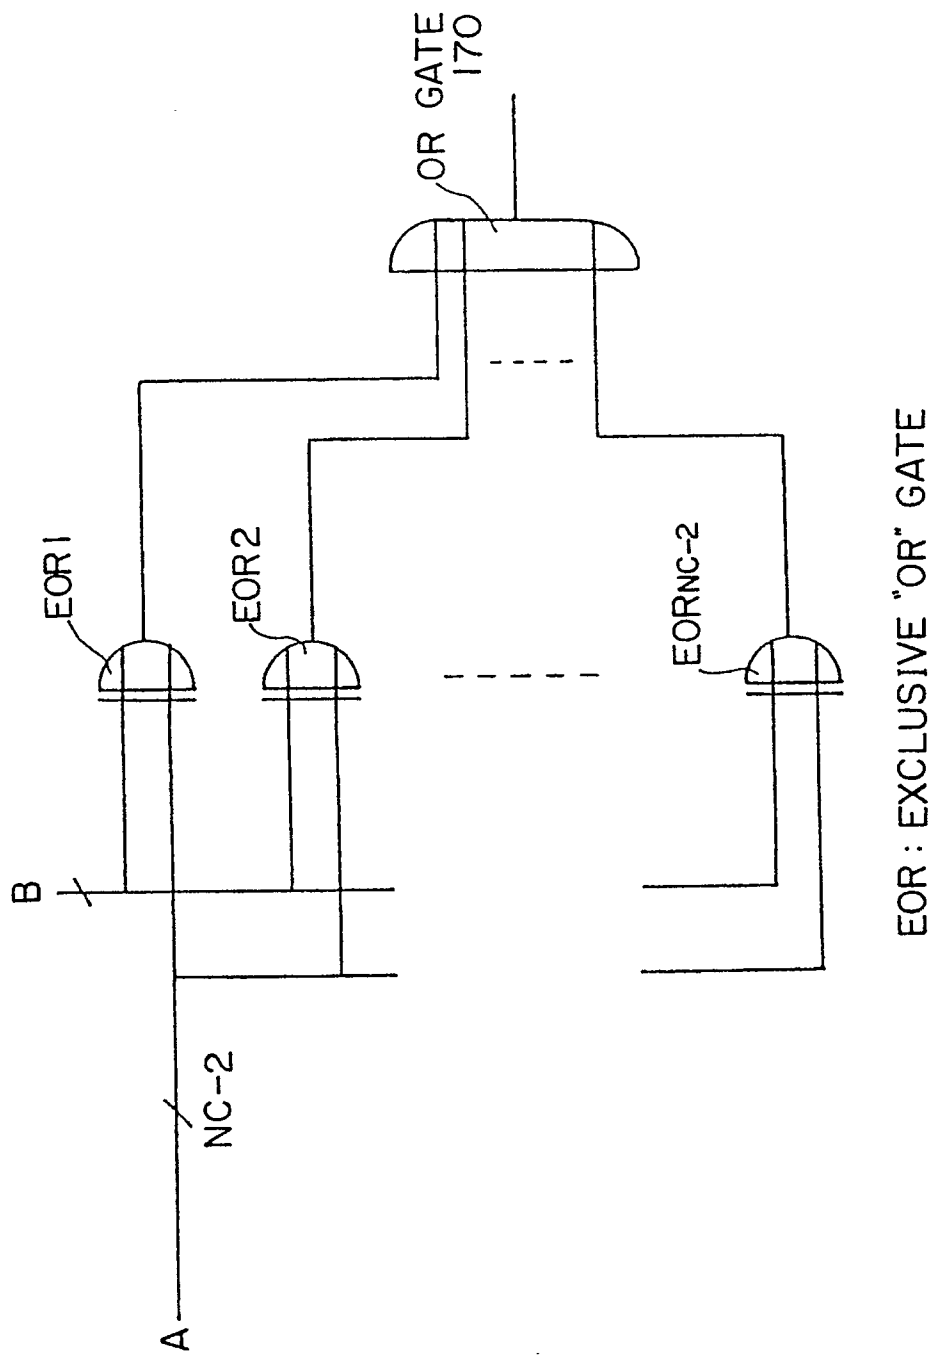 A
NC-2
B
EOR1
EOR2
EORNC-2
OR GATE
170
EOR : EXCLUSIVE "OR" GATE